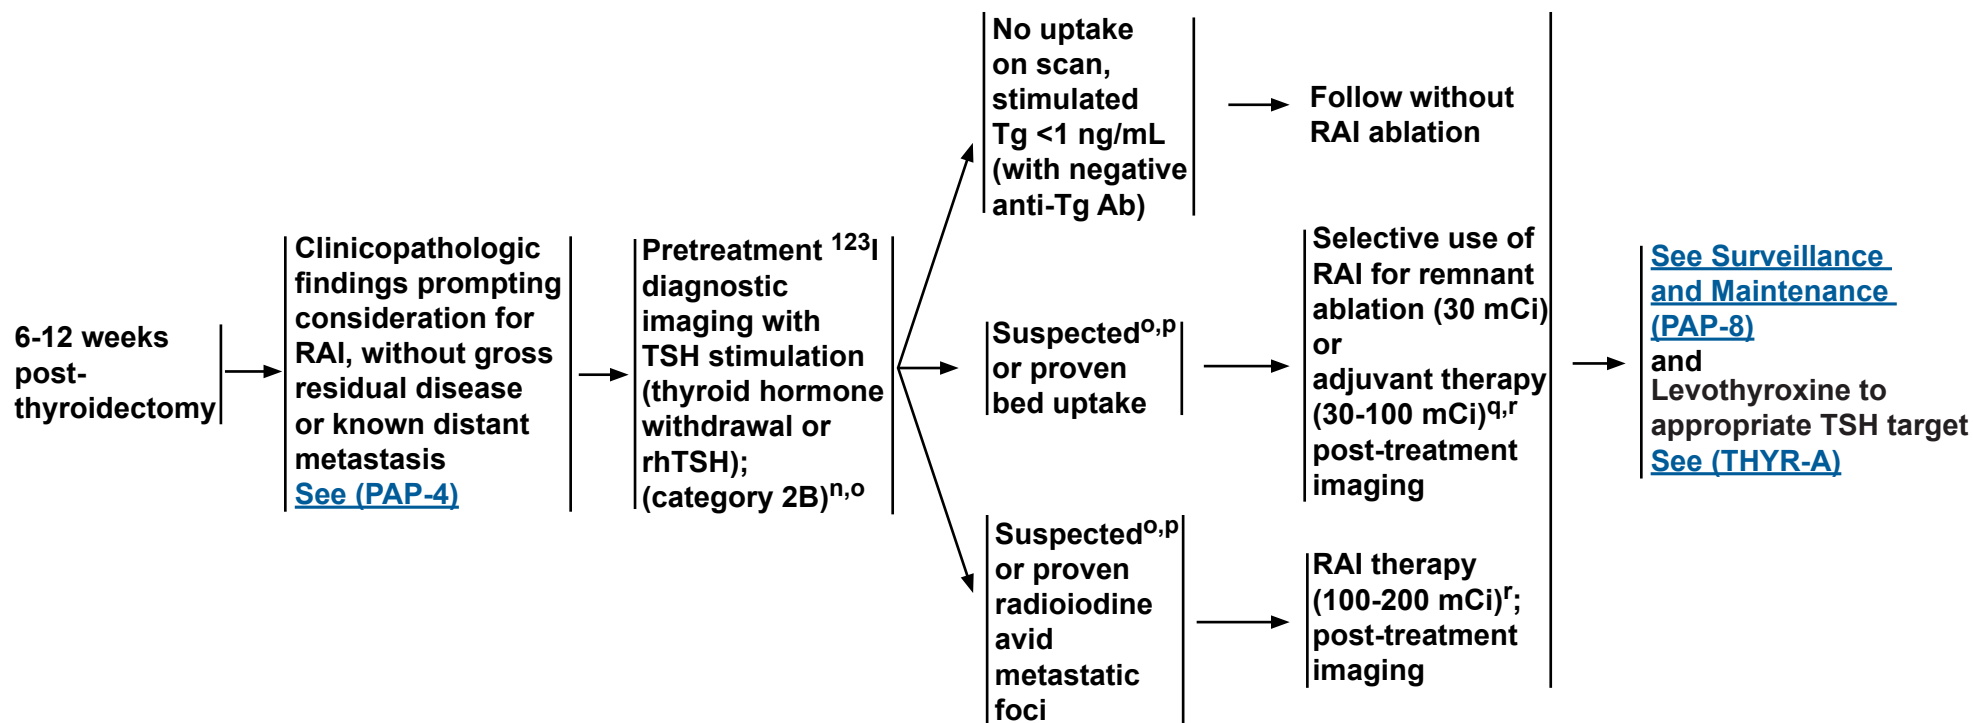 6-12 weeks
post-
thyroidectomy
Clinicopathologic
findings prompting
consideration for
RAI, without gross
residual disease
or known distant
metastasis
See (PAP-4)
Pretreatment ¹²³I
diagnostic
imaging with
TSH stimulation
(thyroid hormone
withdrawal or
rhTSH);
(category 2B)ⁿ,ᵒ
No uptake
on scan,
stimulated
Tg <1 ng/mL
(with negative
anti-Tg Ab)
Follow without
RAI ablation
Suspectedᵒ,ᵖ
or proven
bed uptake
Selective use of
RAI for remnant
ablation (30 mCi)
or
adjuvant therapy
(30-100 mCi)q,r
post-treatment
imaging
Suspectedᵒ,ᵖ
or proven
radioiodine
avid
metastatic
foci
RAI therapy
(100-200 mCi)ʳ;
post-treatment
imaging
See Surveillance
and Maintenance
(PAP-8)
and
Levothyroxine to
appropriate TSH target
See (THYR-A)